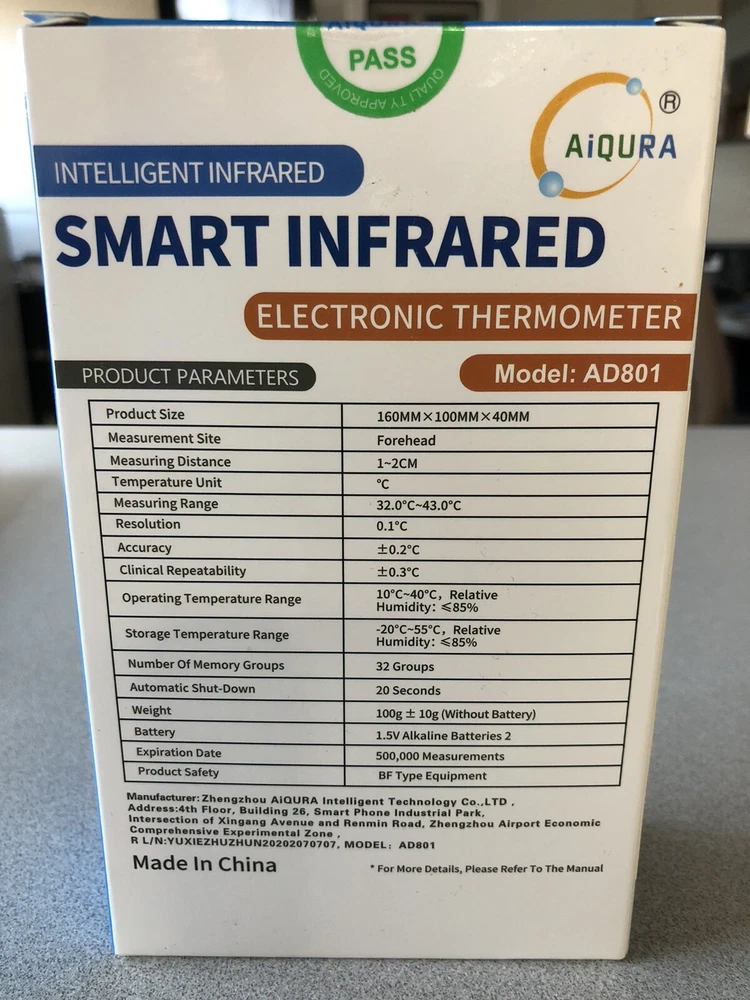 PASS
QUALITY APPROVED
AiQURA ®
INTELLIGENT INFRARED
SMART INFRARED
ELECTRONIC THERMOMETER
PRODUCT PARAMETERS
Model: AD801
Product Size 160MM×100MM×40MM
Measurement Site Forehead
Measuring Distance 1~2CM
Temperature Unit °C
Measuring Range 32.0°C~43.0°C
Resolution 0.1°C
Accuracy ±0.2°C
Clinical Repeatability ±0.3°C
Operating Temperature Range 10°C~40°C, Relative
Humidity: ≤85%
Storage Temperature Range -20°C~55°C, Relative
Humidity: ≤85%
Number Of Memory Groups 32 Groups
Automatic Shut-Down 20 Seconds
Weight 100g ± 10g (Without Battery)
Battery 1.5V Alkaline Batteries 2
Expiration Date 500,000 Measurements
Product Safety BF Type Equipment
Manufacturer: Zhengzhou AiQURA Intelligent Technology Co.,LTD ,
Address:4th Floor, Building 26, Smart Phone Industrial Park,
Intersection of Xingang Avenue and Renmin Road, Zhengzhou Airport Economic
Comprehensive Experimental Zone ,
R L/N:YUXIEZHUZHUN20202070707, MODEL: AD801
Made In China
* For More Details, Please Refer To The Manual